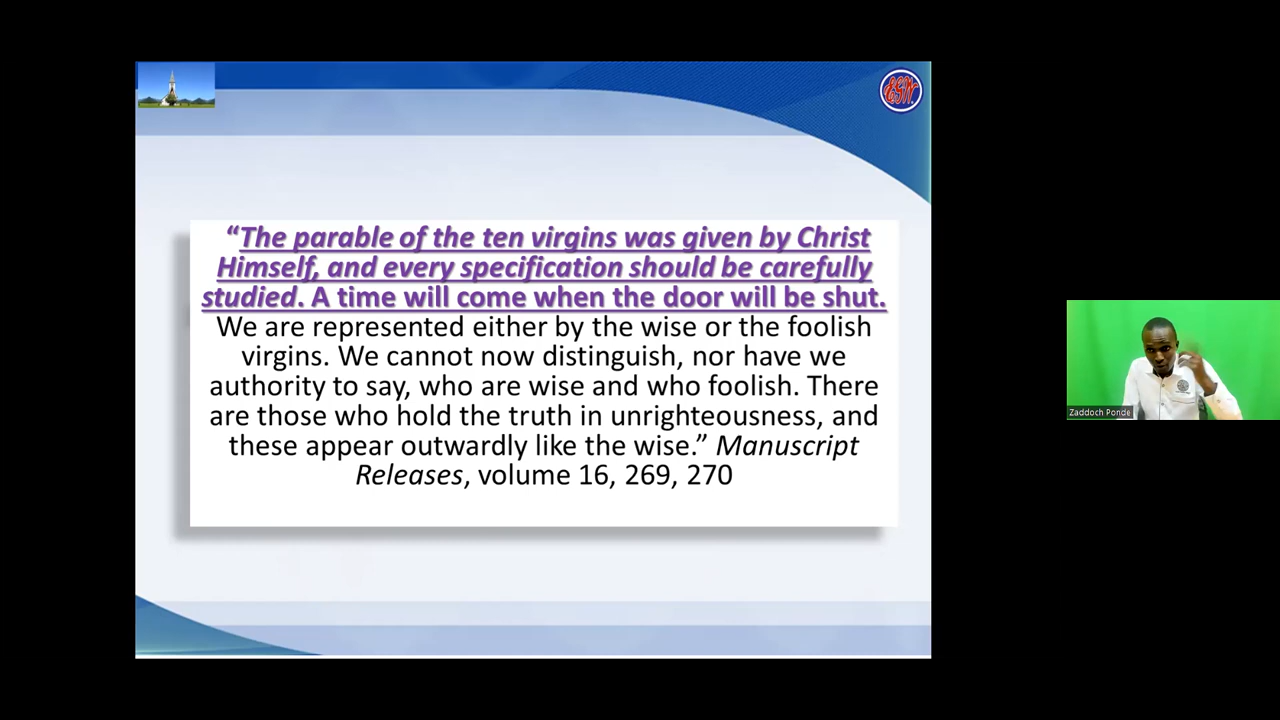 “The parable of the ten virgins was given by Christ
Himself, and every specification should be carefully
studied. A time will come when the door will be shut.
We are represented either by the wise or the foolish
virgins. We cannot now distinguish, nor have we
authority to say, who are wise and who foolish. There
are those who hold the truth in unrighteousness, and
these appear outwardly like the wise.” Manuscript
Releases, volume 16, 269, 270
Zaddoch Ponde